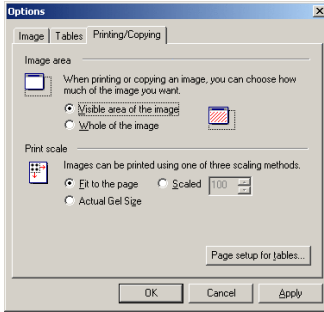 Options
Image Tables Printing/Copying
Image area
When printing or copying an image, you can choose how
much of the image you want.
Visible area of the image
Whole of the image
Print scale
Images can be printed using one of three scaling methods.
Fit to the page Scaled 100
Actual Gel Size
Page setup for tables...
OK Cancel Apply